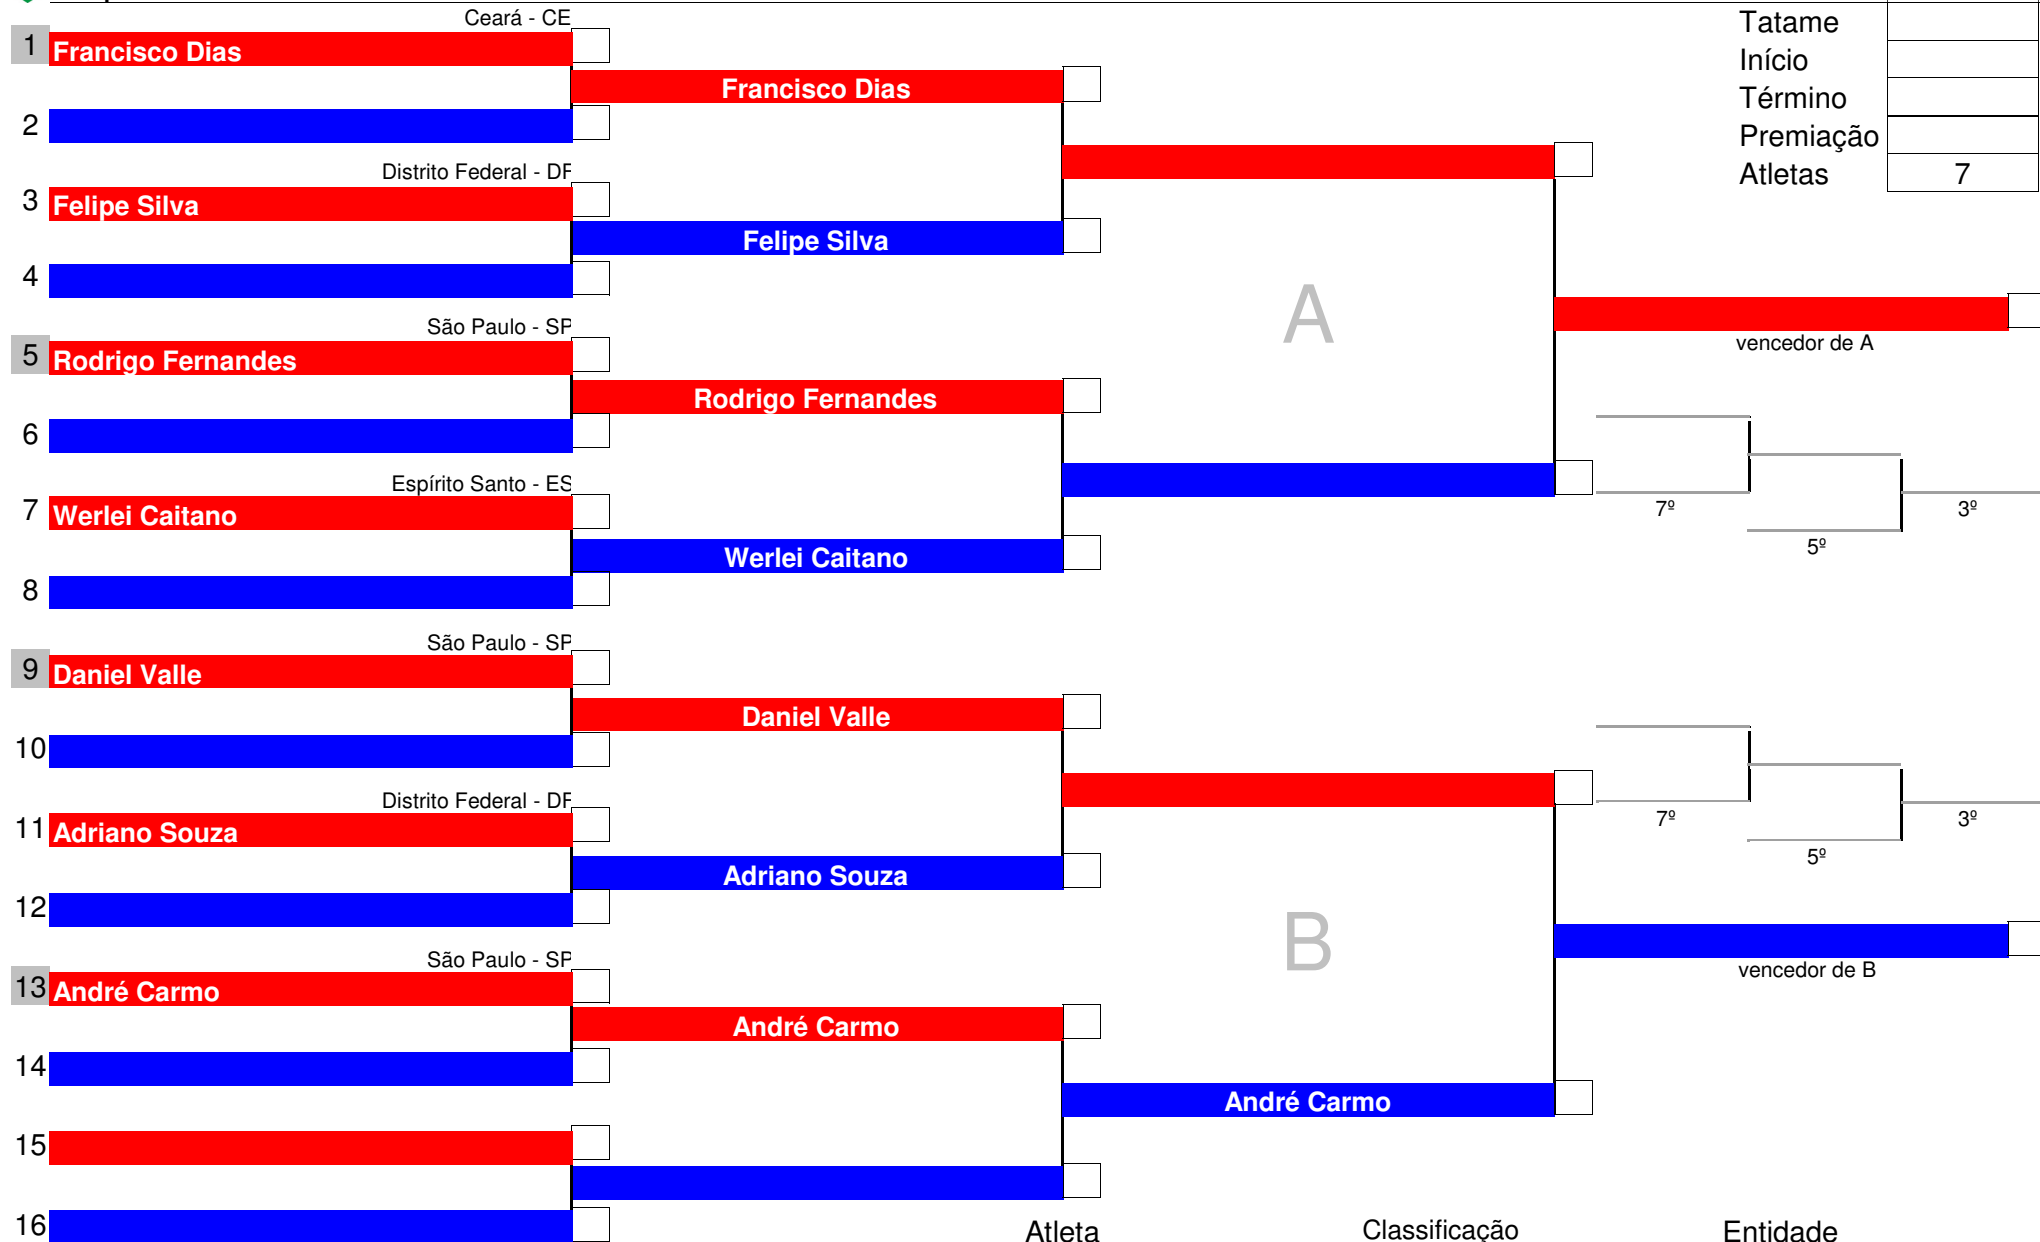 Ceará - CE
Tatame
1 Francisco Dias
Início
Francisco Dias
Término
2
Premiação
Distrito Federal - DF
Atletas 7
3 Felipe Silva
Felipe Silva
4
A
São Paulo - SP
vencedor de A
5 Rodrigo Fernandes
Rodrigo Fernandes
6
Espírito Santo - ES
7º 3º
7 Werlei Caitano
5º
Werlei Caitano
8
São Paulo - SP
9 Daniel Valle
Daniel Valle
10
Distrito Federal - DF
7º 3º
11 Adriano Souza
5º
Adriano Souza
12
B
São Paulo - SP
vencedor de B
13 André Carmo
André Carmo
14
André Carmo
15
16
Atleta Classificação Entidade